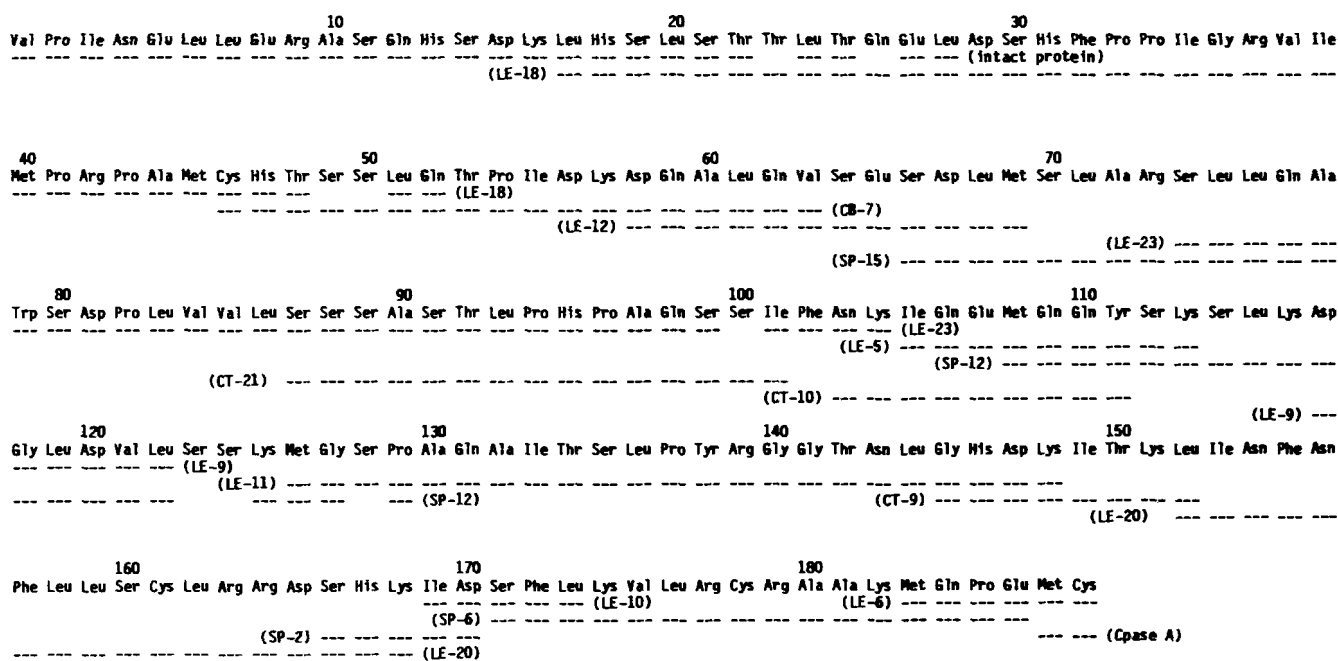 10 20 30
Val Pro Ile Asn Glu Leu Leu Glu Arg Ala Ser Gln His Ser Asp Lys Leu His Ser Leu Ser Thr Thr Leu Thr Gln Glu Leu Asp Ser His Phe Pro Pro Ile Gly Arg Val Ile
(intact protein)
(LE-18)
40 50 60 70
Met Pro Arg Pro Ala Met Cys His Thr Ser Ser Leu Gln Thr Pro Ile Asp Lys Asp Gln Ala Leu Gln Val Ser Glu Ser Asp Leu Met Ser Leu Ala Arg Ser Leu Leu Gln Ala
(LE-18)
(CB-7)
(LE-12)
(LE-23)
(SP-15)
80 90 100 110
Trp Ser Asp Pro Leu Val Val Leu Ser Ser Ser Ala Ser Thr Leu Pro His Pro Ala Gln Ser Ser Ile Phe Asn Lys Ile Gln Glu Met Gln Gln Tyr Ser Lys Ser Leu Lys Asp
(LE-23)
(LE-5)
(SP-12)
(CT-21)
(CT-10)
(LE-9)
120 130 140 150
Gly Leu Asp Val Leu Ser Ser Lys Met Gly Ser Pro Ala Gln Ala Ile Thr Ser Leu Pro Tyr Arg Gly Gly Thr Asn Leu Gly His Asp Lys Ile Thr Lys Leu Ile Asn Phe Asn
(LE-9)
(LE-11)
(SP-12) (CT-9)
(LE-20)
160 170 180
Phe Leu Leu Ser Cys Leu Arg Arg Asp Ser His Lys Ile Asp Ser Phe Leu Lys Val Leu Arg Cys Arg Ala Ala Lys Met Gln Pro Glu Met Cys
(LE-10) (LE-6)
(SP-6)
(SP-2) (Cpase A)
(LE-20)